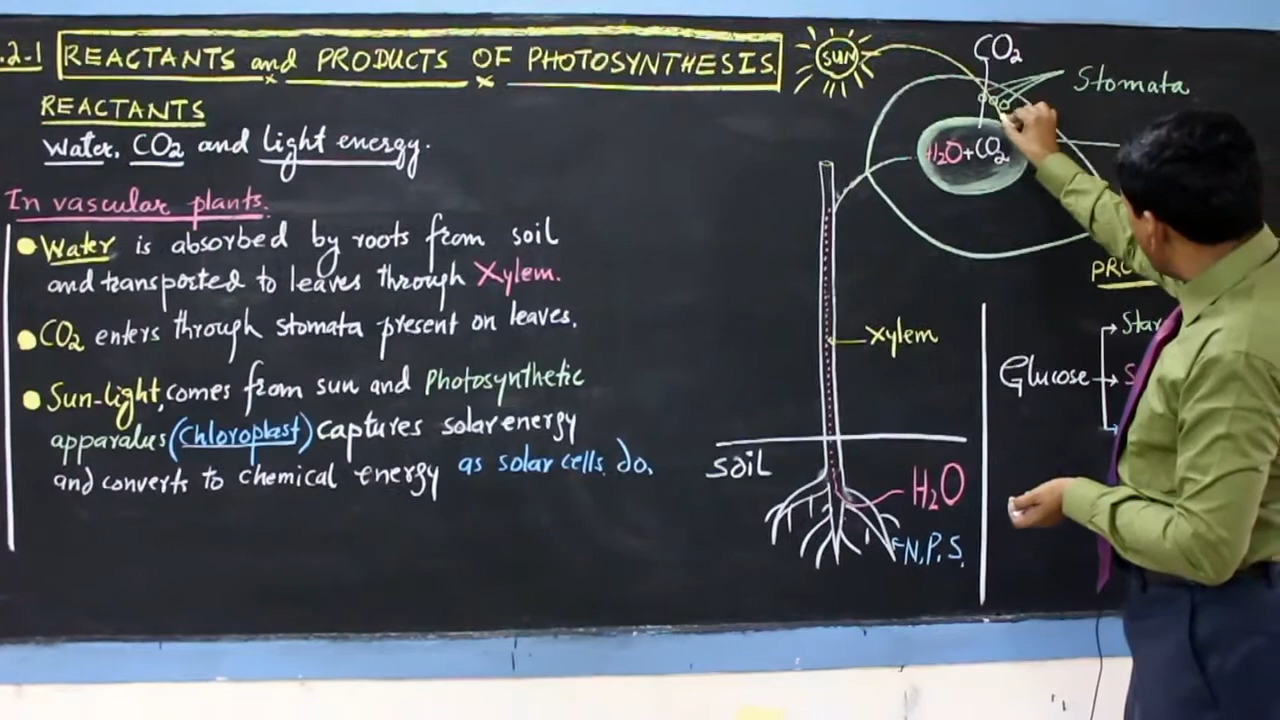 .2-1 REACTANTS and PRODUCTS OF PHOTOSYNTHESIS.
REACTANTS
Water, CO2 and light energy.
In vascular plants.
Water is absorbed by roots from soil
and transported to leaves through Xylem.
CO2 enters through stomata present on leaves.
Sun-light, comes from sun and Photosynthetic
apparatus (Chloroplast) captures solar energy
and converts to chemical energy as solar cells do.
SUN
CO2
Stomata
H2O+CO2
Xylem
soil
H2O
N.P.S.
Glucose